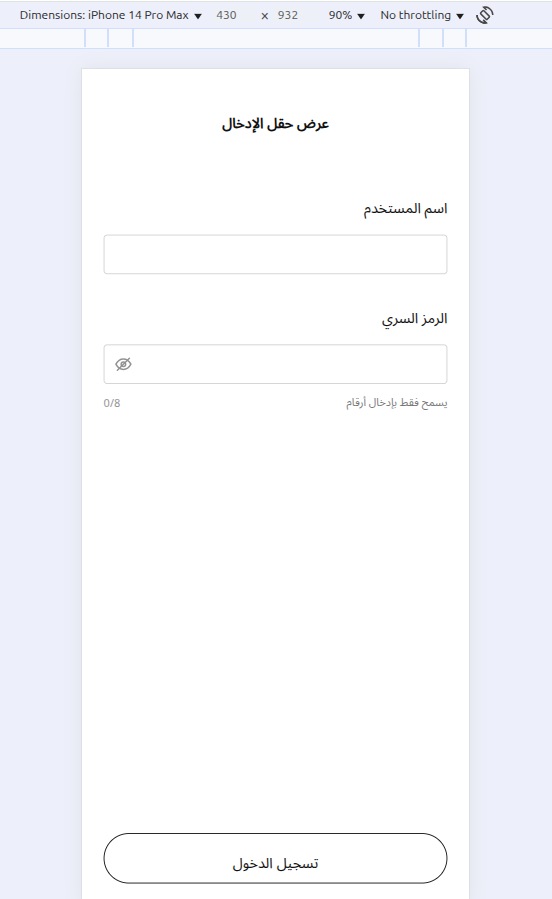 Dimensions: iPhone 14 Pro Max 430 x 932 90% No throttling
عرض حقل الإدخال
اسم المستخدم
الرمز السري
يسمح فقط بإدخال أرقام 0/8
تسجيل الدخول